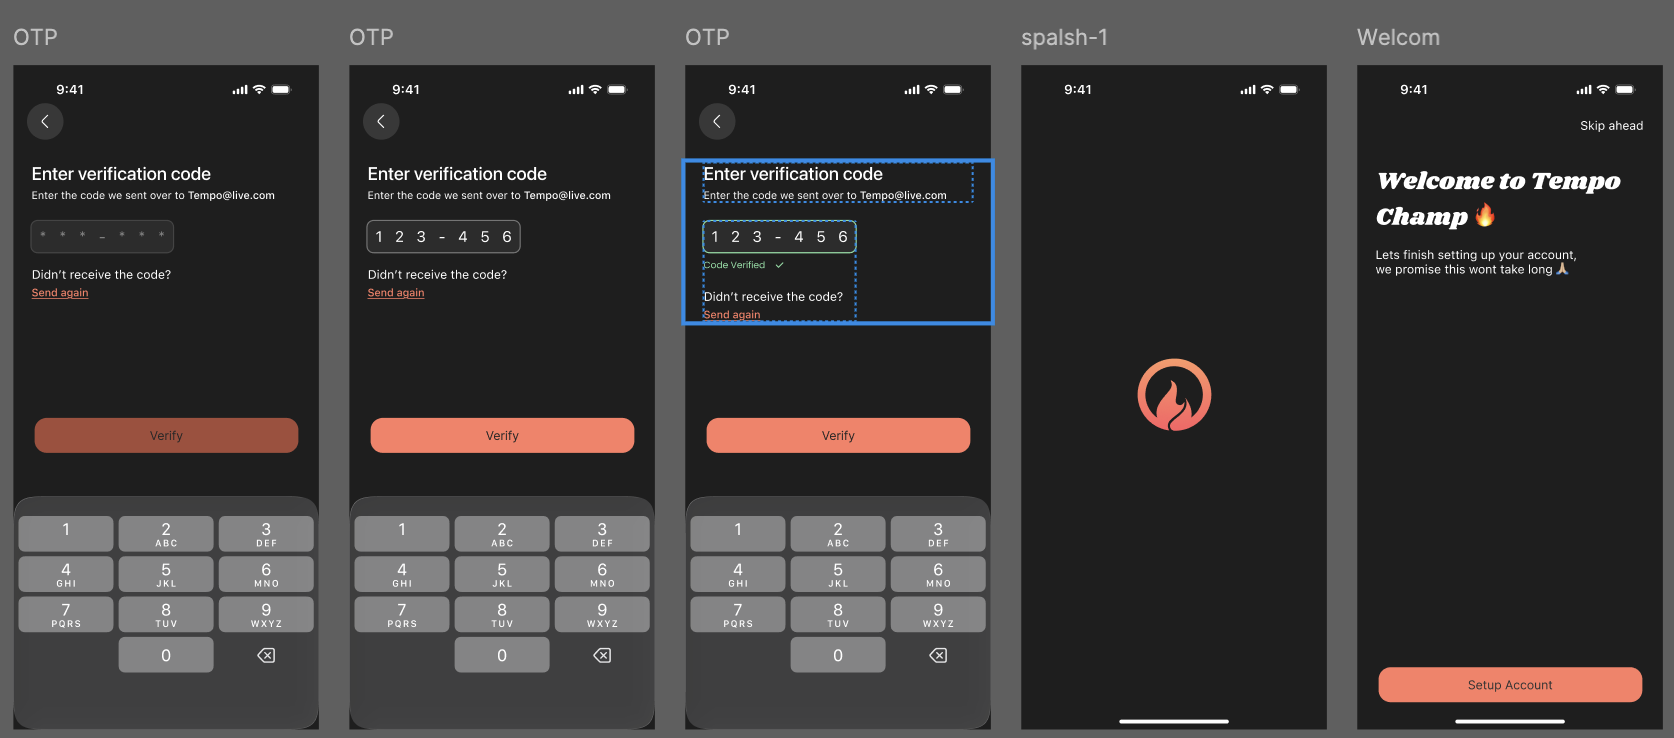 OTP
9:41
Enter verification code
Enter the code we sent over to Tempo@live.com
* * * - * * *
Didn't receive the code?
Send again
Verify
1
2
3
ABC
DEF
4
5
6
GHI
JKL
MNO
7
8
9
PQRS
TUV
WXYZ
0
OTP
9:41
Enter verification code
Enter the code we sent over to Tempo@live.com
1 2 3 - 4 5 6
Didn't receive the code?
Send again
Verify
1
2
3
ABC
DEF
4
5
6
GHI
JKL
MNO
7
8
9
PQRS
TUV
WXYZ
0
OTP
9:41
Enter verification code
Enter the code we sent over to Tempo@live.com
1 2 3 - 4 5 6
Code Verified
Didn't receive the code?
Send again
Verify
1
2
3
ABC
DEF
4
5
6
GHI
JKL
MNO
7
8
9
PQRS
TUV
WXYZ
0
spalsh-1
9:41
Welcom
9:41
Skip ahead
Welcome to Tempo
Champ 🔥
Lets finish setting up your account,
we promise this wont take long 🙏🏼
Setup Account